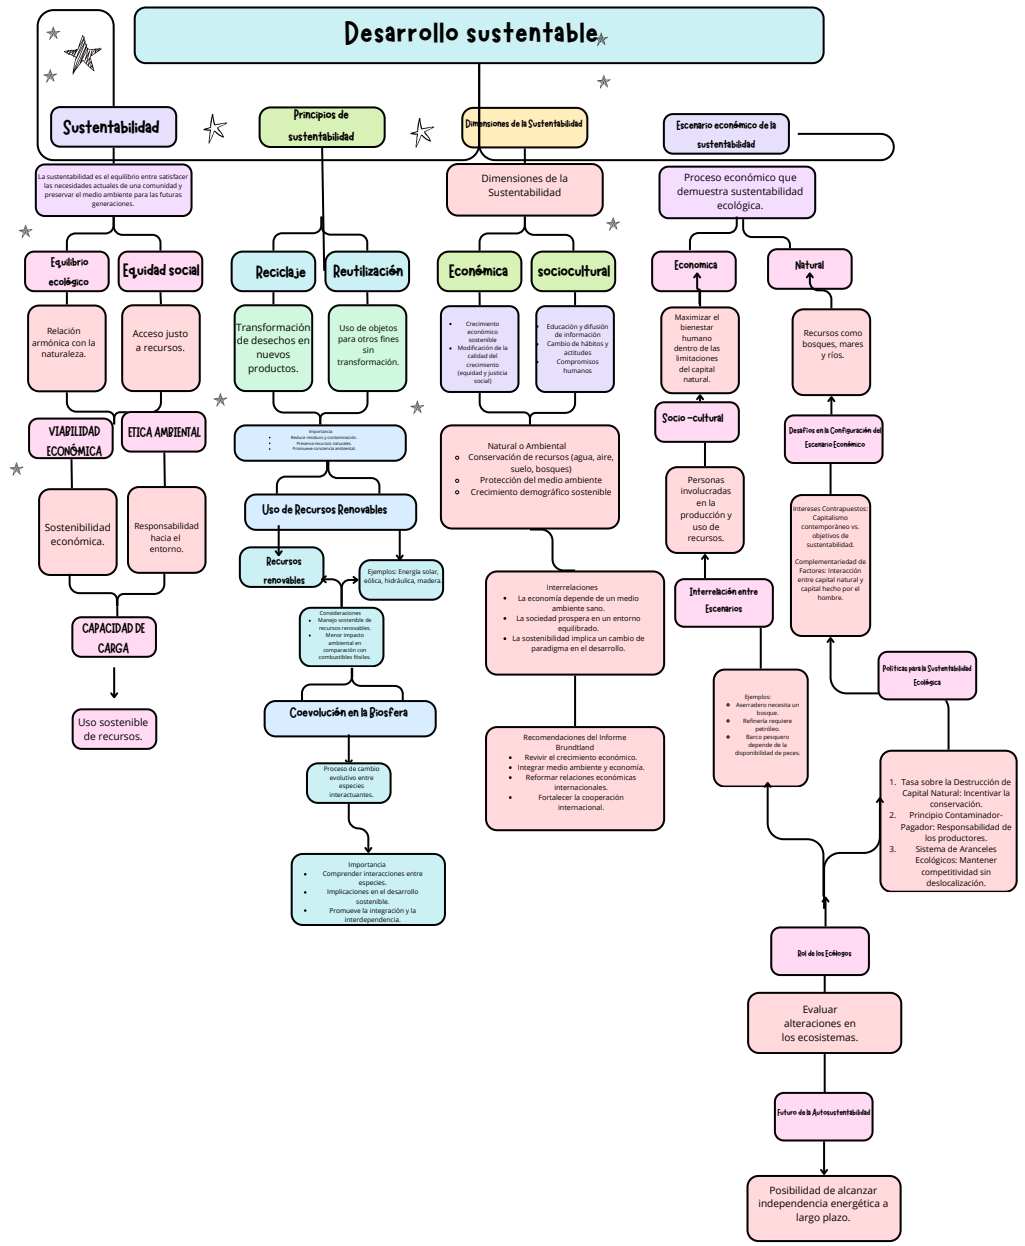 Desarrollo sustentable
Sustentabilidad
La sustentabilidad es el equilibrio entre satisfacer
las necesidades actuales de una comunidad y
preservar el medio ambiente para las futuras
generaciones.
Equilibrio
ecológico
Equidad social
Relación
armónica con la
naturaleza.
Acceso justo
a recursos.
VIABILIDAD
ECONÓMICA
ETICA AMBIENTAL
Sostenibilidad
económica.
Responsabilidad
hacia el
entorno.
CAPACIDAD DE
CARGA
Uso sostenible
de recursos.
Principios de
sustentabilidad
Reciclaje
Reutilización
Transformación
de desechos en
nuevos
productos.
Uso de objetos
para otros fines
sin
transformación.
Importancia
Reduce residuos y contaminación.
Preserva recursos naturales.
Promueve conciencia ambiental.
Uso de Recursos Renovables
Recursos
renovables
Ejemplos: Energía solar,
eólica, hidráulica, madera.
Consideraciones
Manejo sostenible de
recursos renovables.
Menor impacto
ambiental en
comparación con
combustibles fósiles.
Coevolución en la Biosfera
Proceso de cambio
evolutivo entre
especies
interactuantes.
Importancia
Comprender interacciones entre
especies.
Implicaciones en el desarrollo
sostenible.
Promueve la integración y la
interdependencia.
Dimensiones de la Sustentabilidad
Dimensiones de la
Sustentabilidad
Económica
sociocultural
Crecimiento
económico
sostenible
Modificación de la
calidad del
crecimiento
(equidad y justicia
social)
Educación y difusión
de información
Cambio de hábitos y
actitudes
Compromisos
humanos
Natural o Ambiental
Conservación de recursos (agua, aire,
suelo, bosques)
Protección del medio ambiente
Crecimiento demográfico sostenible
Interrelaciones
La economía depende de un medio
ambiente sano.
La sociedad prospera en un entorno
equilibrado.
La sostenibilidad implica un cambio de
paradigma en el desarrollo.
Recomendaciones del Informe
Brundtland
Revivir el crecimiento económico.
Integrar medio ambiente y economía.
Reformar relaciones económicas
internacionales.
Fortalecer la cooperación
internacional.
Escenario económico de la
sustentabilidad
Proceso económico que
demuestra sustentabilidad
ecológica.
Economica
Natural
Maximizar el
bienestar
humano
dentro de las
limitaciones
del capital
natural.
Recursos como
bosques, mares
y ríos.
Socio -cultural
Desafíos en la Configuración del
Escenario Económico
Personas
involucradas
en la
producción y
uso de
recursos.
Intereses Contrapuestos:
Capitalismo
contemporáneo vs.
objetivos de
sustentabilidad.
Complementariedad de
Factores: Interacción
entre capital natural y
capital hecho por el
hombre.
Interrelación entre
Escenarios
Políticas para la Sustentabilidad
Ecológica
Ejemplos:
Aserradero necesita un
bosque.
Refinería requiere
petróleo.
Barco pesquero
depende de la
disponibilidad de peces.
1. Tasa sobre la Destrucción de
Capital Natural: Incentivar la
conservación.
2. Principio Contaminador-
Pagador: Responsabilidad de
los productores.
3. Sistema de Aranceles
Ecológicos: Mantener
competitividad sin
deslocalización.
Rol de los Ecólogos
Evaluar
alteraciones en
los ecosistemas.
Futuro de la Autosustentabilidad
Posibilidad de alcanzar
independencia energética a
largo plazo.